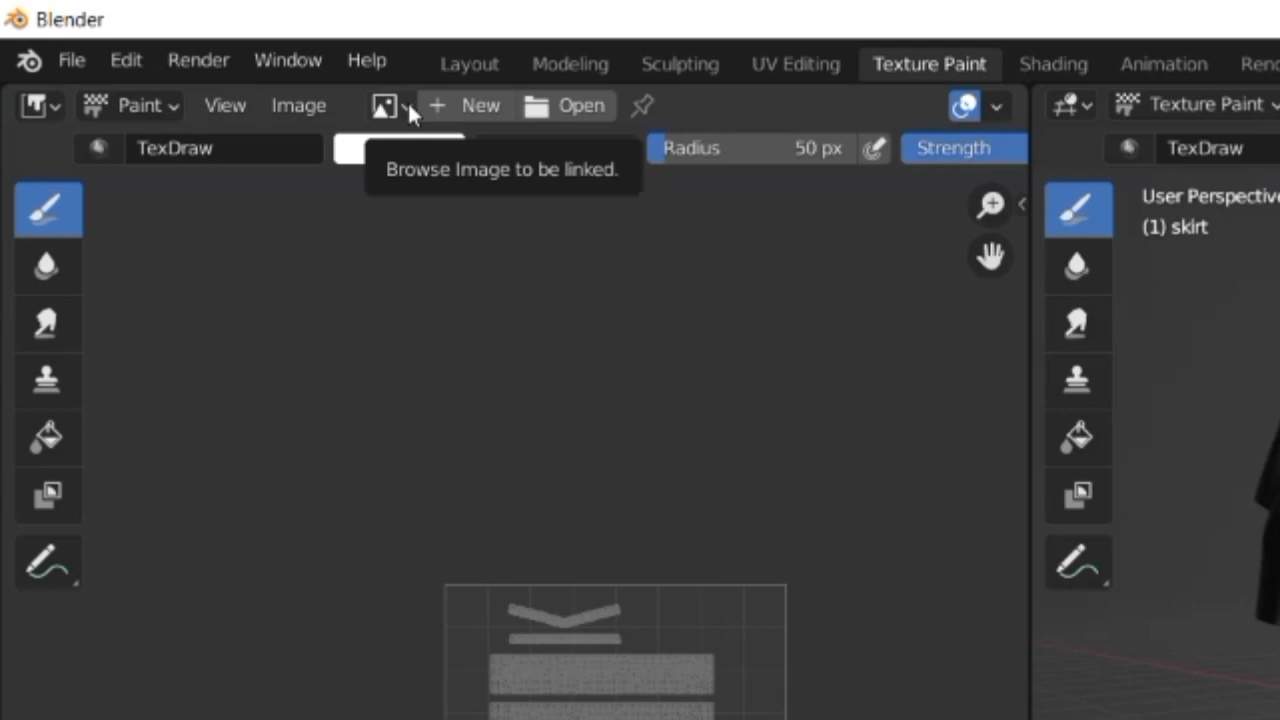 Blender
File Edit Render Window Help Layout Modeling Sculpting UV Editing Texture Paint Shading Animation
Paint View Image New Open Texture Paint
TexDraw Radius 50 px Strength TexDraw
Browse Image to be linked.
User Perspective
(1) skirt